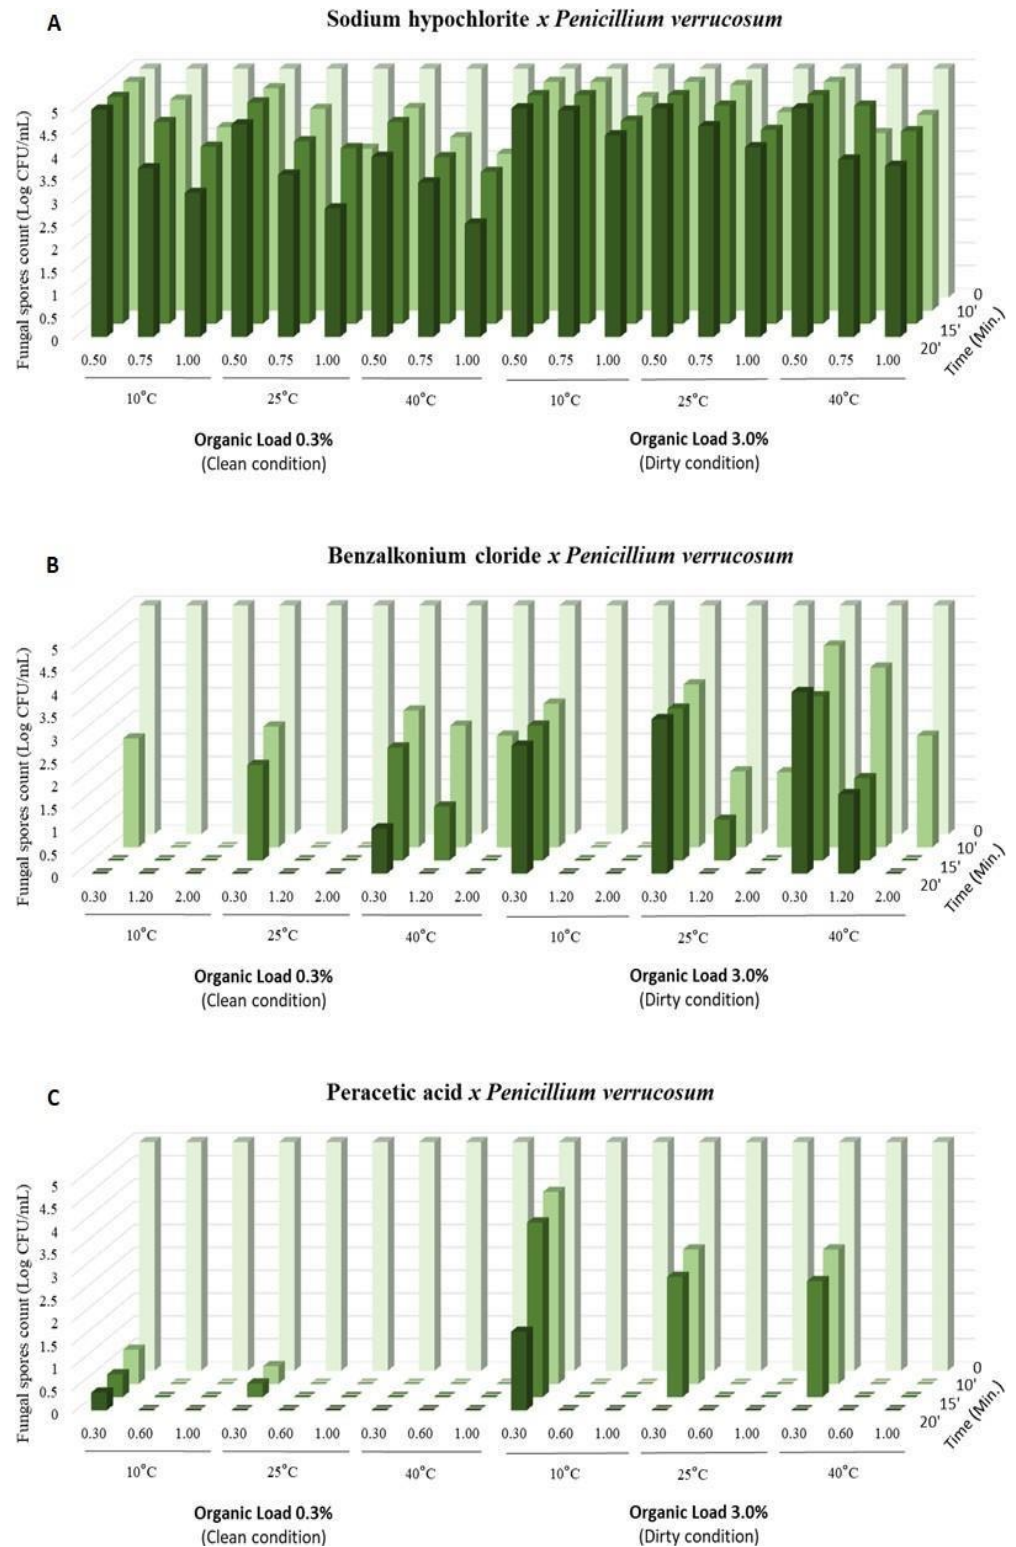 A
Sodium hypochlorite x Penicillium verrucosum
Fungal spores count (Log CFU/mL)
5
4.5
4
3.5
3
2.5
2
1.5
1
0.5
0
0
10'
15'
20'
Time (Min.)
0.50 0.75 1.00 0.50 0.75 1.00 0.50 0.75 1.00 0.50 0.75 1.00 0.50 0.75 1.00 0.50 0.75 1.00
10°C 25°C 40°C 10°C 25°C 40°C
Organic Load 0.3% Organic Load 3.0%
(Clean condition) (Dirty condition)
B
Benzalkonium cloride x Penicillium verrucosum
Fungal spores count (Log CFU/mL)
5
4.5
4
3.5
3
2.5
2
1.5
1
0.5
0
0
10'
15'
20'
Time (Min.)
0.30 1.20 2.00 0.30 1.20 2.00 0.30 1.20 2.00 0.30 1.20 2.00 0.30 1.20 2.00 0.30 1.20 2.00
10°C 25°C 40°C 10°C 25°C 40°C
Organic Load 0.3% Organic Load 3.0%
(Clean condition) (Dirty condition)
C
Peracetic acid x Penicillium verrucosum
Fungal spores count (Log CFU/mL)
5
4.5
4
3.5
3
2.5
2
1.5
1
0.5
0
0
10'
15'
20'
Time (Min.)
0.30 0.60 1.00 0.30 0.60 1.00 0.30 0.60 1.00 0.30 0.60 1.00 0.30 0.60 1.00 0.30 0.60 1.00
10°C 25°C 40°C 10°C 25°C 40°C
Organic Load 0.3% Organic Load 3.0%
(Clean condition) (Dirty condition)